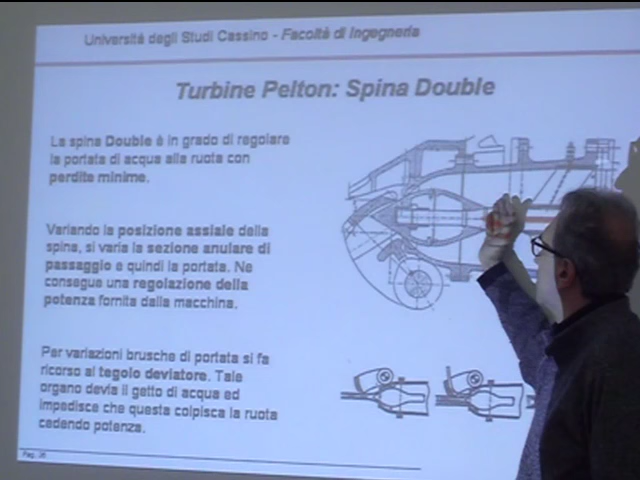 Università degli Studi Cassino - Facoltà di Ingegneria
Turbine Pelton: Spina Double
La spina Double è in grado di regolare
la portata di acqua alla ruota con
perdite minime.
Variando la posizione assiale della
spina, si varia la sezione anulare di
passaggio e quindi la portata. Ne
consegue una regolazione della
potenza fornita dalla macchina.
Per variazioni brusche di portata si fa
ricorso al tegolo deviatore. Tale
organo devia il getto di acqua ed
impedisce che questa colpisca la ruota
cedendo potenza.